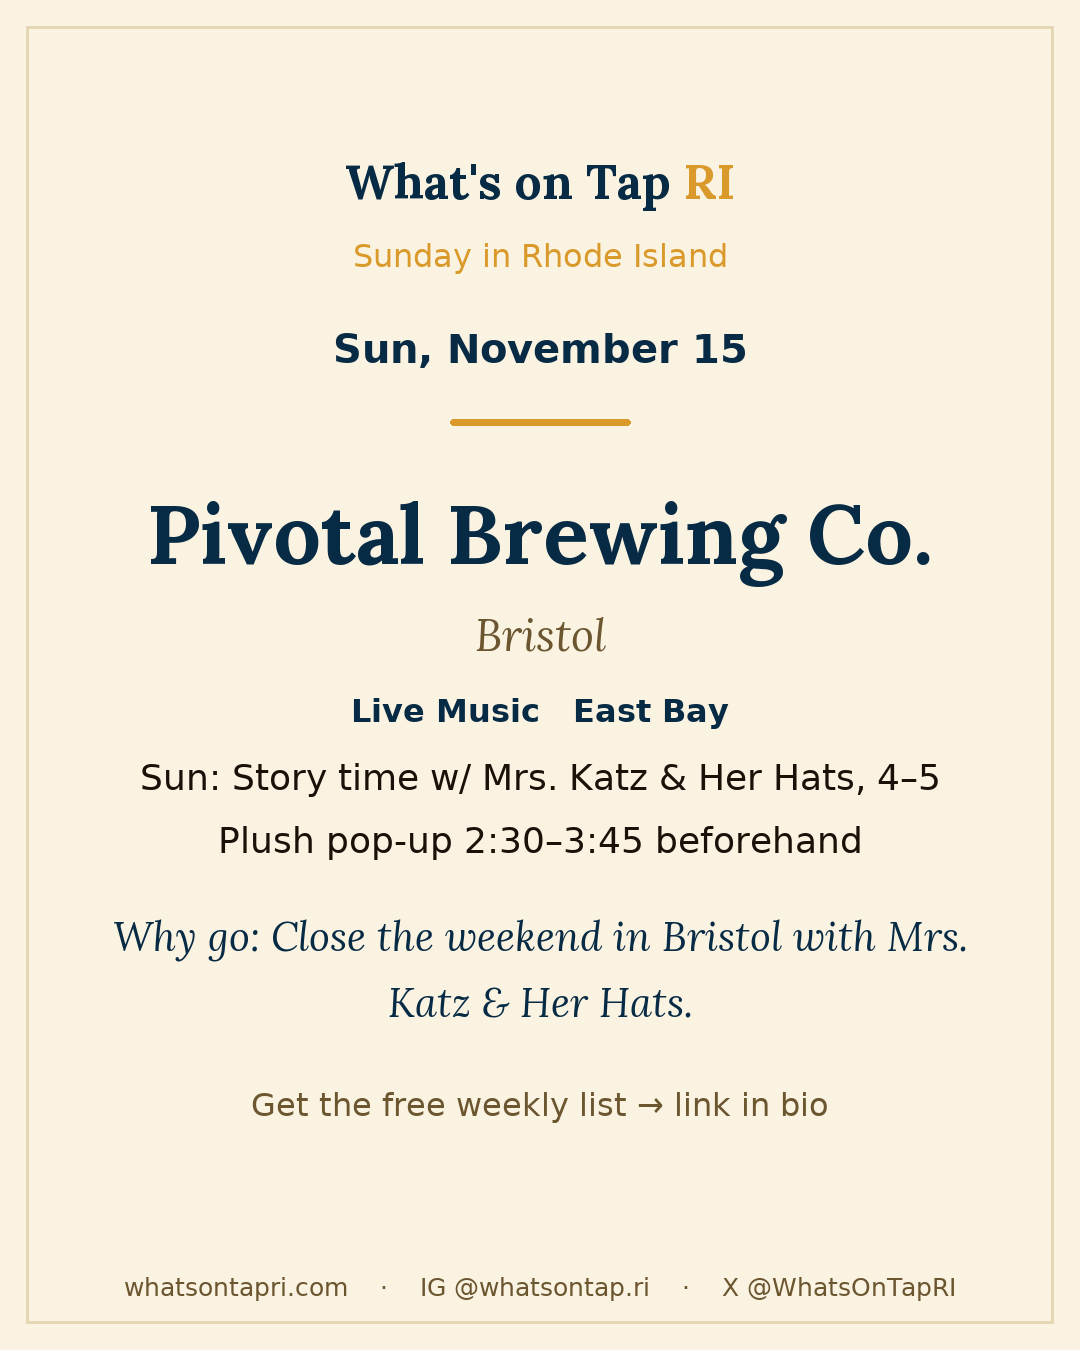 What's on Tap RI
Sunday in Rhode Island
Sun, November 15
Pivotal Brewing Co.
Bristol
Live Music East Bay
Sun: Story time w/ Mrs. Katz & Her Hats, 4–5
Plush pop-up 2:30–3:45 beforehand
Why go: Close the weekend in Bristol with Mrs.
Katz & Her Hats.
Get the free weekly list → link in bio
whatsontapri.com · IG @whatsontap.ri · X @WhatsOnTapRI